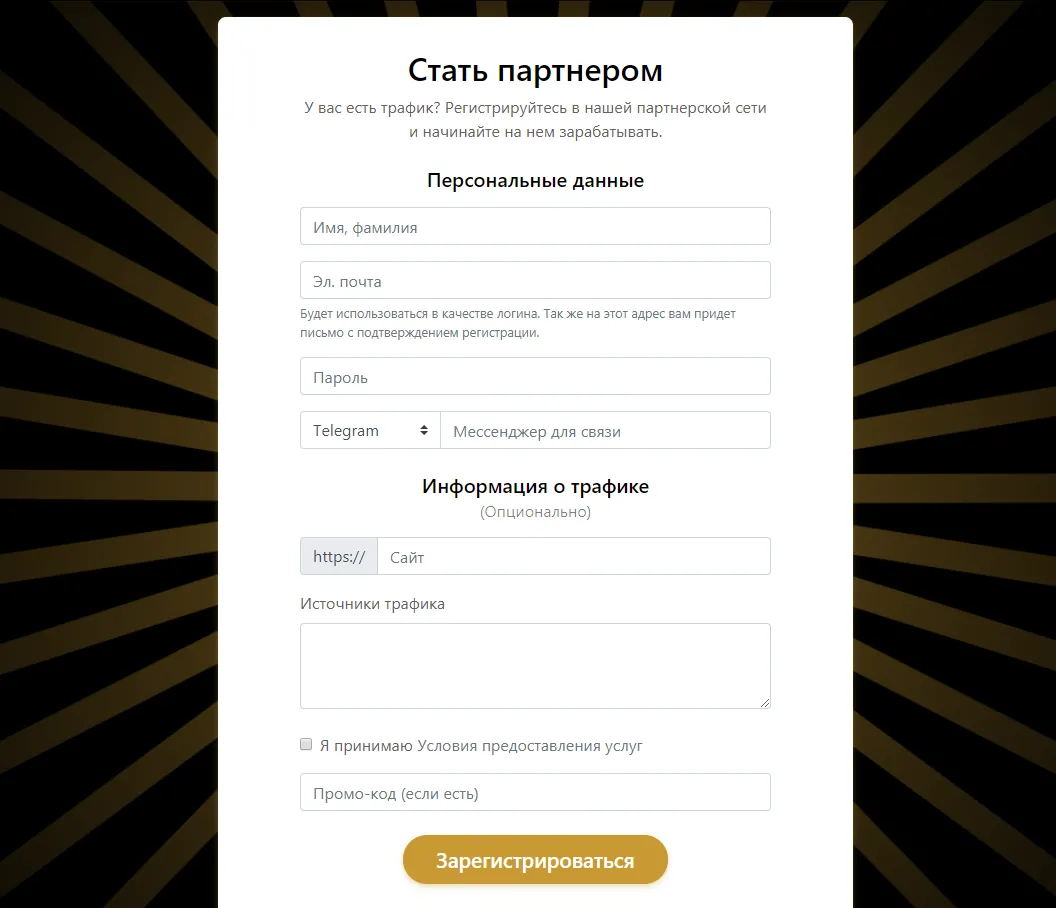 Стать партнером
У вас есть трафик? Регистрируйтесь в нашей партнерской сети
и начинайте на нем зарабатывать.
Персональные данные
Имя, фамилия
Эл. почта
Будет использоваться в качестве логина. Так же на этот адрес вам придет
письмо с подтверждением регистрации.
Пароль
Telegram Мессенджер для связи
Информация о трафике
(Опционально)
https:// Сайт
Источники трафика
Я принимаю Условия предоставления услуг
Промо-код (если есть)
Зарегистрироваться